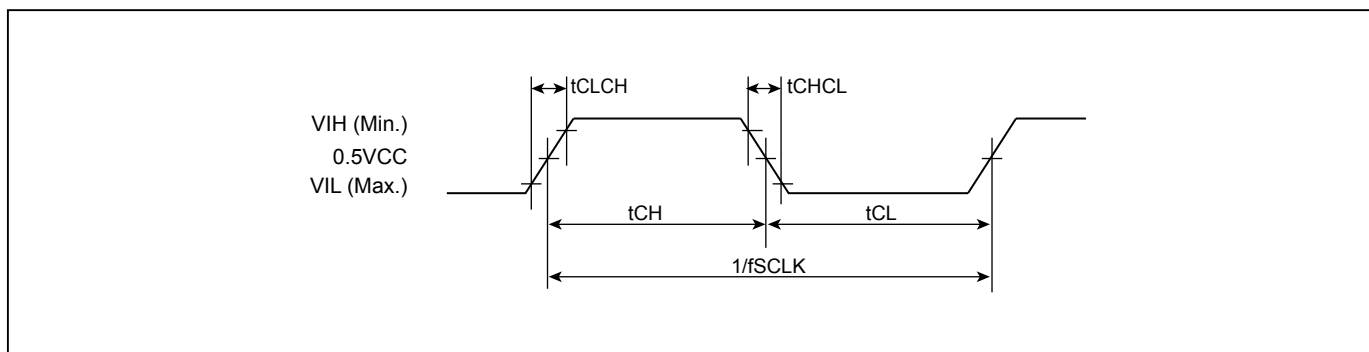 tCLCH
tCHCL
VIH (Min.)
0.5VCC
VIL (Max.)
tCH
tCL
1/fSCLK